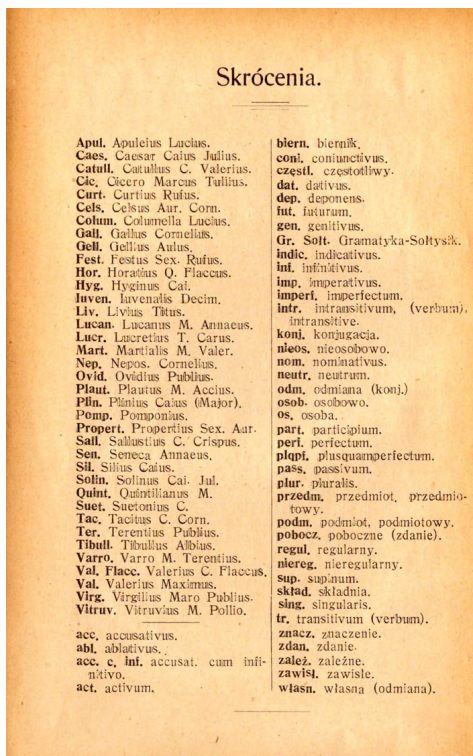 Skrócenia.
Apul. Apuleius Lucius.
Caes. Caesar Caius Julius.
Catull. Catullus C. Valerius.
Cic. Cicero Marcus Tullius.
Curt. Curtius Rufus.
Cels. Celsus Aur. Corn.
Colum. Columella Lucius.
Gall. Gallus Cornelius.
Gell. Gellius Aulus.
Fest. Festus Sex. Rufus.
Hor. Horatius Q. Flaccus.
Hyg. Hyginus Cai.
Iuven. Iuvenalis Decim.
Liv. Livius Titus.
Lucan. Lucanus M. Annaeus.
Lucr. Lucretius T. Carus.
Mart. Martialis M. Valer.
Nep. Nepos. Cornelius.
Ovid. Ovidius Publius.
Plaut. Plautus M. Accius.
Plin. Plinius Caius (Major).
Pomp. Pomponius.
Propert. Propertius Sex. Aur.
Sall. Sallustius C. Crispus.
Sen. Seneca Annaeus.
Sil. Silius Caius.
Solin. Solinus Cai. Jul.
Quint. Quintilianus M.
Suet. Suetonius C.
Tac. Tacitus C. Corn.
Ter. Terentius Publius.
Tibull. Tibullus Albius.
Varro. Varro M. Terentius.
Val. Flacc. Valerius C. Flaccus.
Val. Valerius Maximus.
Virg. Virgilius Maro Publius.
Vitruv. Vitruvius M. Pollio.
acc. accusativus.
abl. ablativus.
acc. c. inf. accusat. cum infi-
nitivo.
act. activum.
biern. biernik.
coni. coniunctivus.
częstl. częstotliwy.
dat. dativus.
dep. deponens.
fut. futurum.
gen. genitivus.
Gr. Sołt. Gramatyka-Sołtysik.
indic. indicativus.
inf. infinitivus.
imp. imperativus.
imperf. imperfectum.
intr. intransitivum, (verbum),
intransitive.
konj. konjugacja.
nieos. nieosobowo.
nom. nominativus.
neutr. neutrum.
odm. odmiana (konj.)
osob. osobowo.
os. osoba.
part. participium.
perf. perfectum.
plqpf. plusquamperfectum.
pass. passivum.
plur. pluralis.
przedm. przedmiot, przedmio-
towy.
podm. podmiot, podmiotowy.
pobocz. poboczne (zdanie).
regul. regularny.
niereg. nieregularny.
sup. supinum.
skład. składnia.
sing. singularis.
tr. transitivum (verbum).
znacz. znaczenie.
zdan. zdanie.
zależ. zależne.
zawisł. zawisłe.
własn. własna (odmiana).